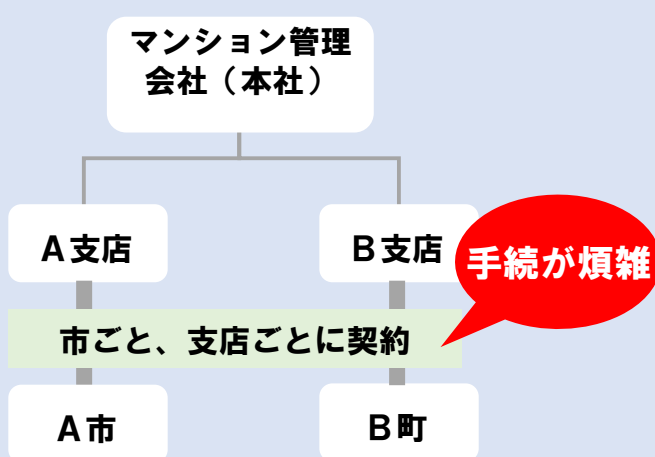 マンション管理
会社（本社）
Ａ支店
Ｂ支店
手続が煩雑
市ごと、支店ごとに契約
Ａ市
Ｂ町